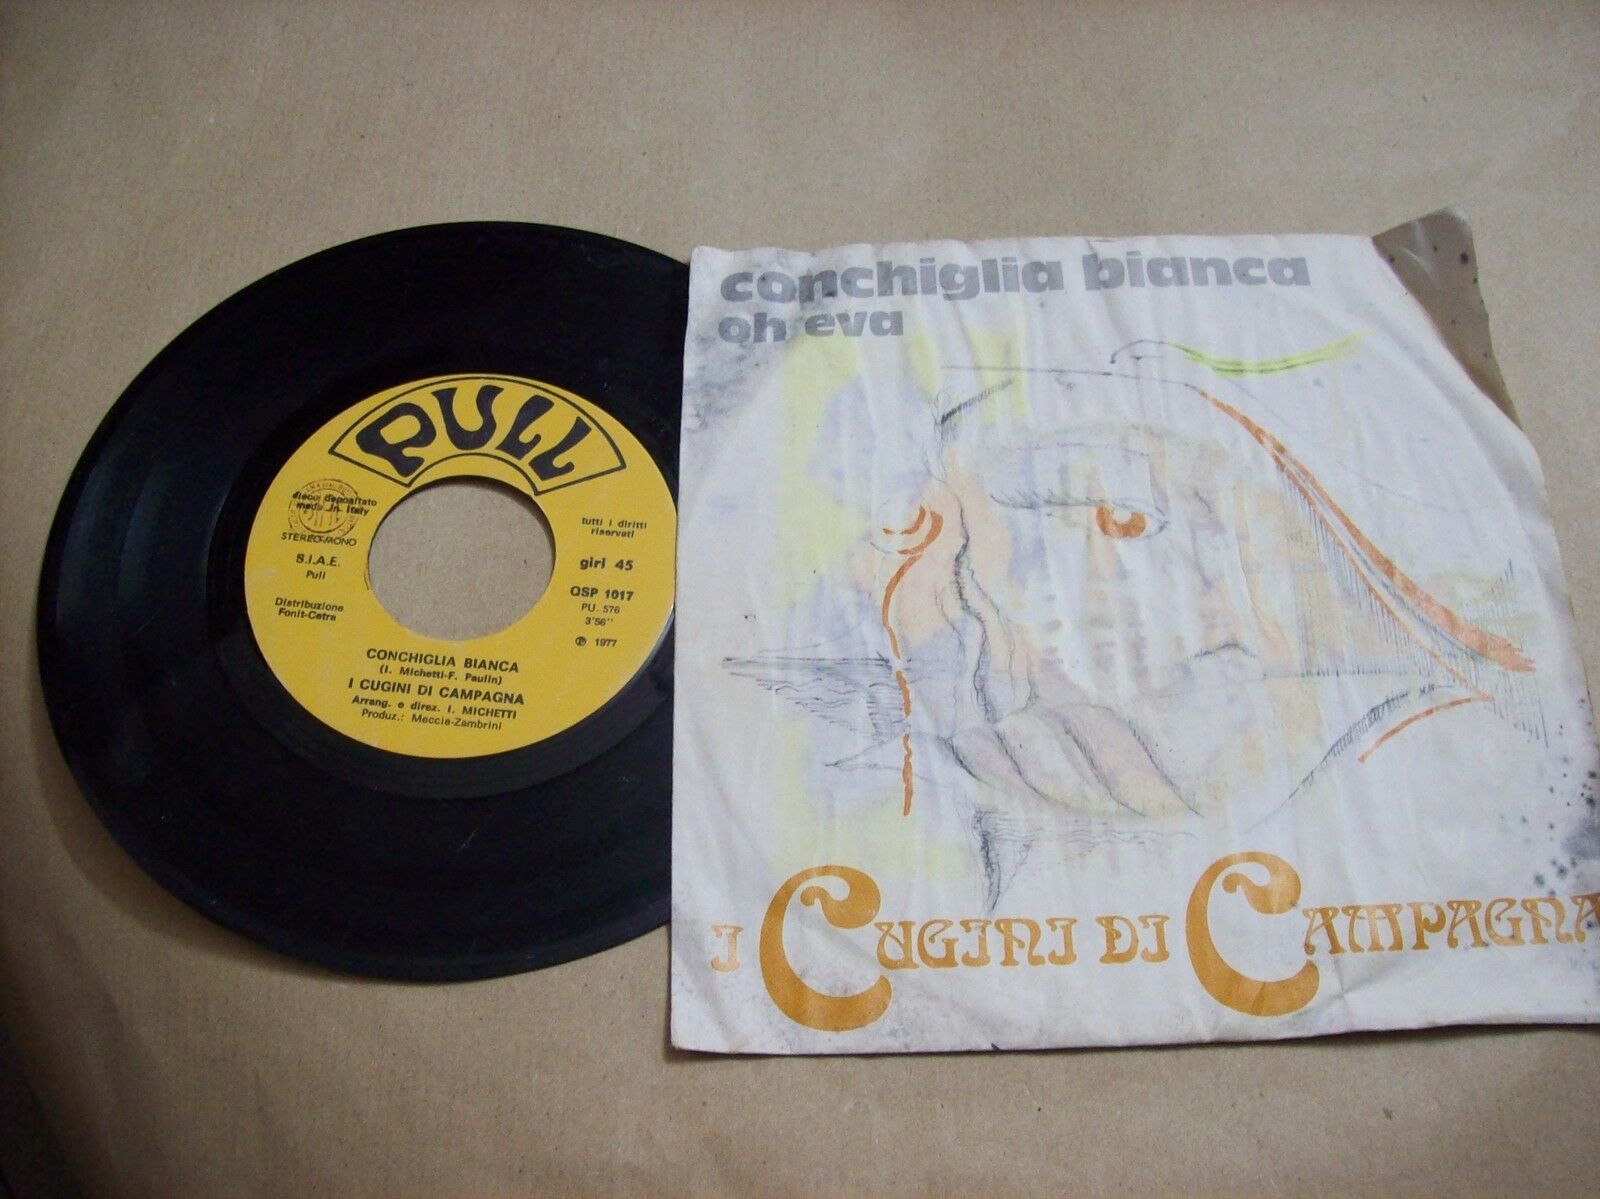 PULL
disco depositato
made in Italy
STEREO-MONO
S.I.A.E.
Pull
Distribuzione
Fonit-Cetra
tutti i diritti
riservati
giri 45
QSP 1017
PU. 576
3'56''
℗ 1977
CONCHIGLIA BIANCA
(I. Michetti-F. Paulin)
I CUGINI DI CAMPAGNA
Arrang. e direz. I. MICHETTI
Produz.: Meccia-Zambrini
conchiglia bianca
oh eva
I CUGINI DI CAMPAGNA